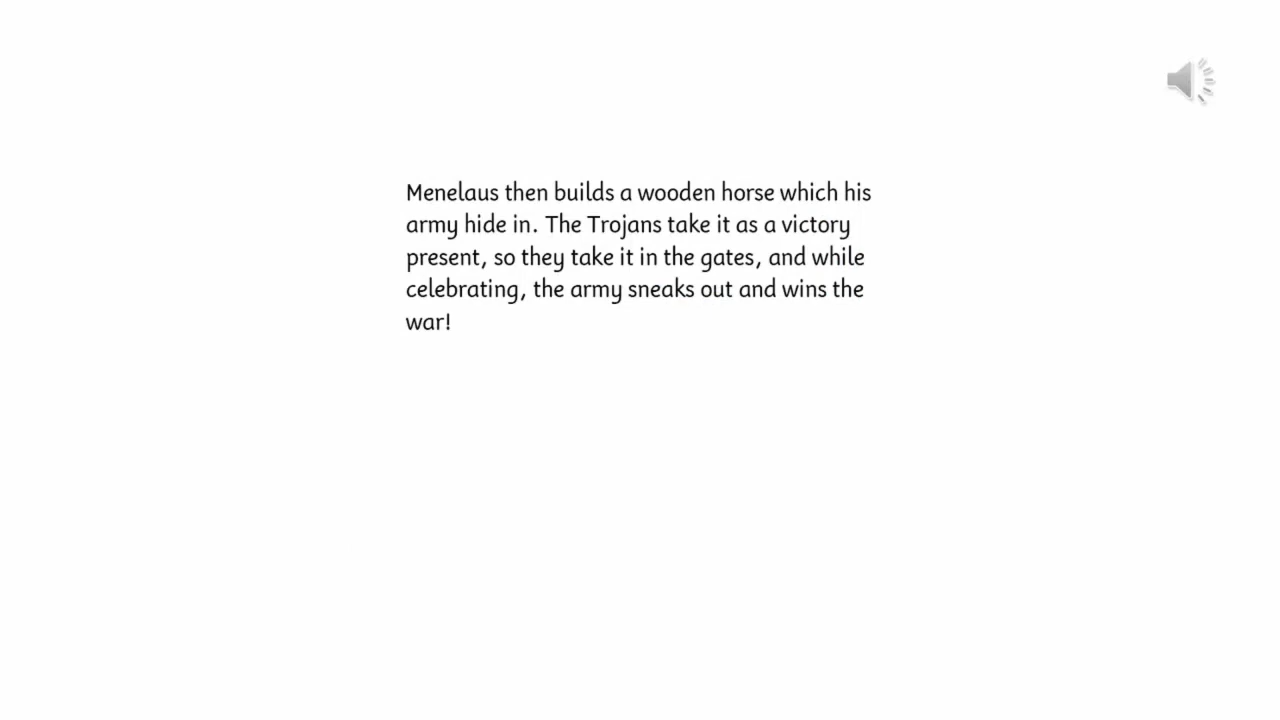 Menelaus then builds a wooden horse which his
army hide in. The Trojans take it as a victory
present, so they take it in the gates, and while
celebrating, the army sneaks out and wins the
war!